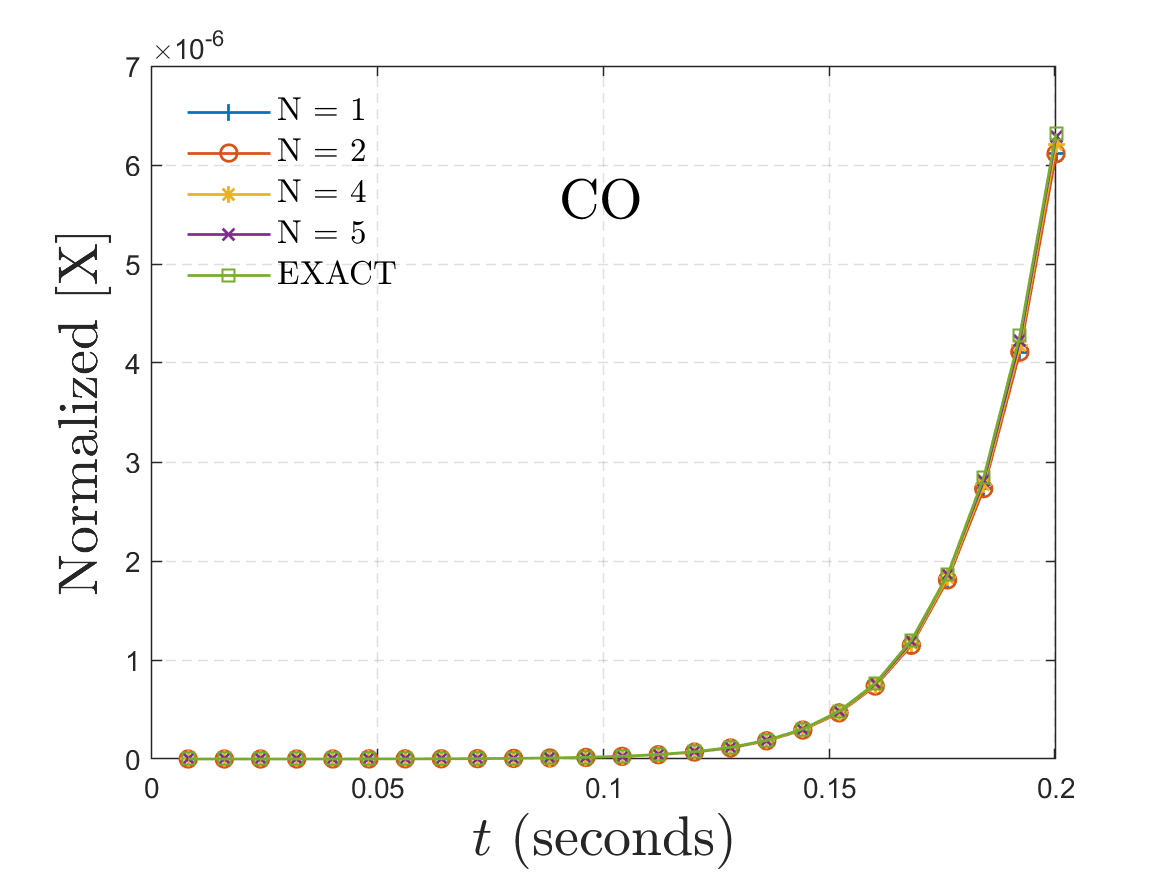 ×10-6
7
6
5
4
3
2
1
0
N = 1
N = 2
N = 4
N = 5
EXACT
CO
Normalized [X]
0 0.05 0.1 0.15 0.2
t (seconds)